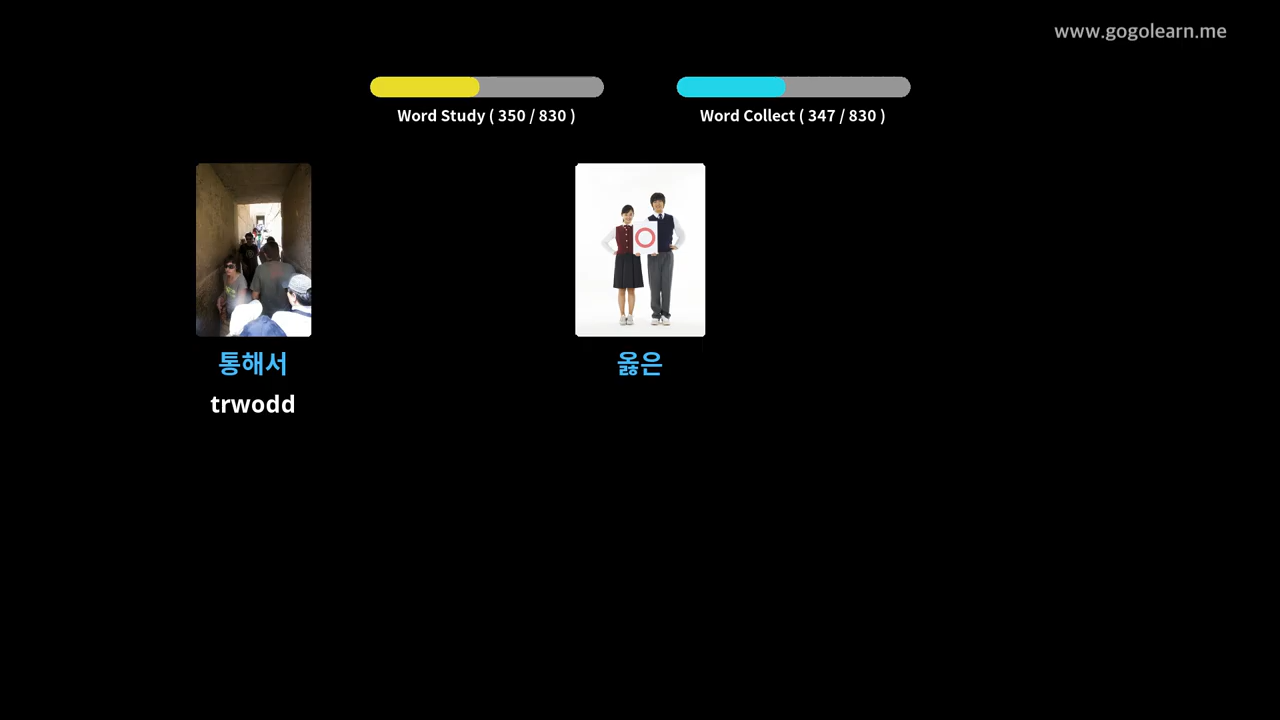 www.gogolearn.me
Word Study ( 350 / 830 )
Word Collect ( 347 / 830 )
통해서
trwodd
옳은